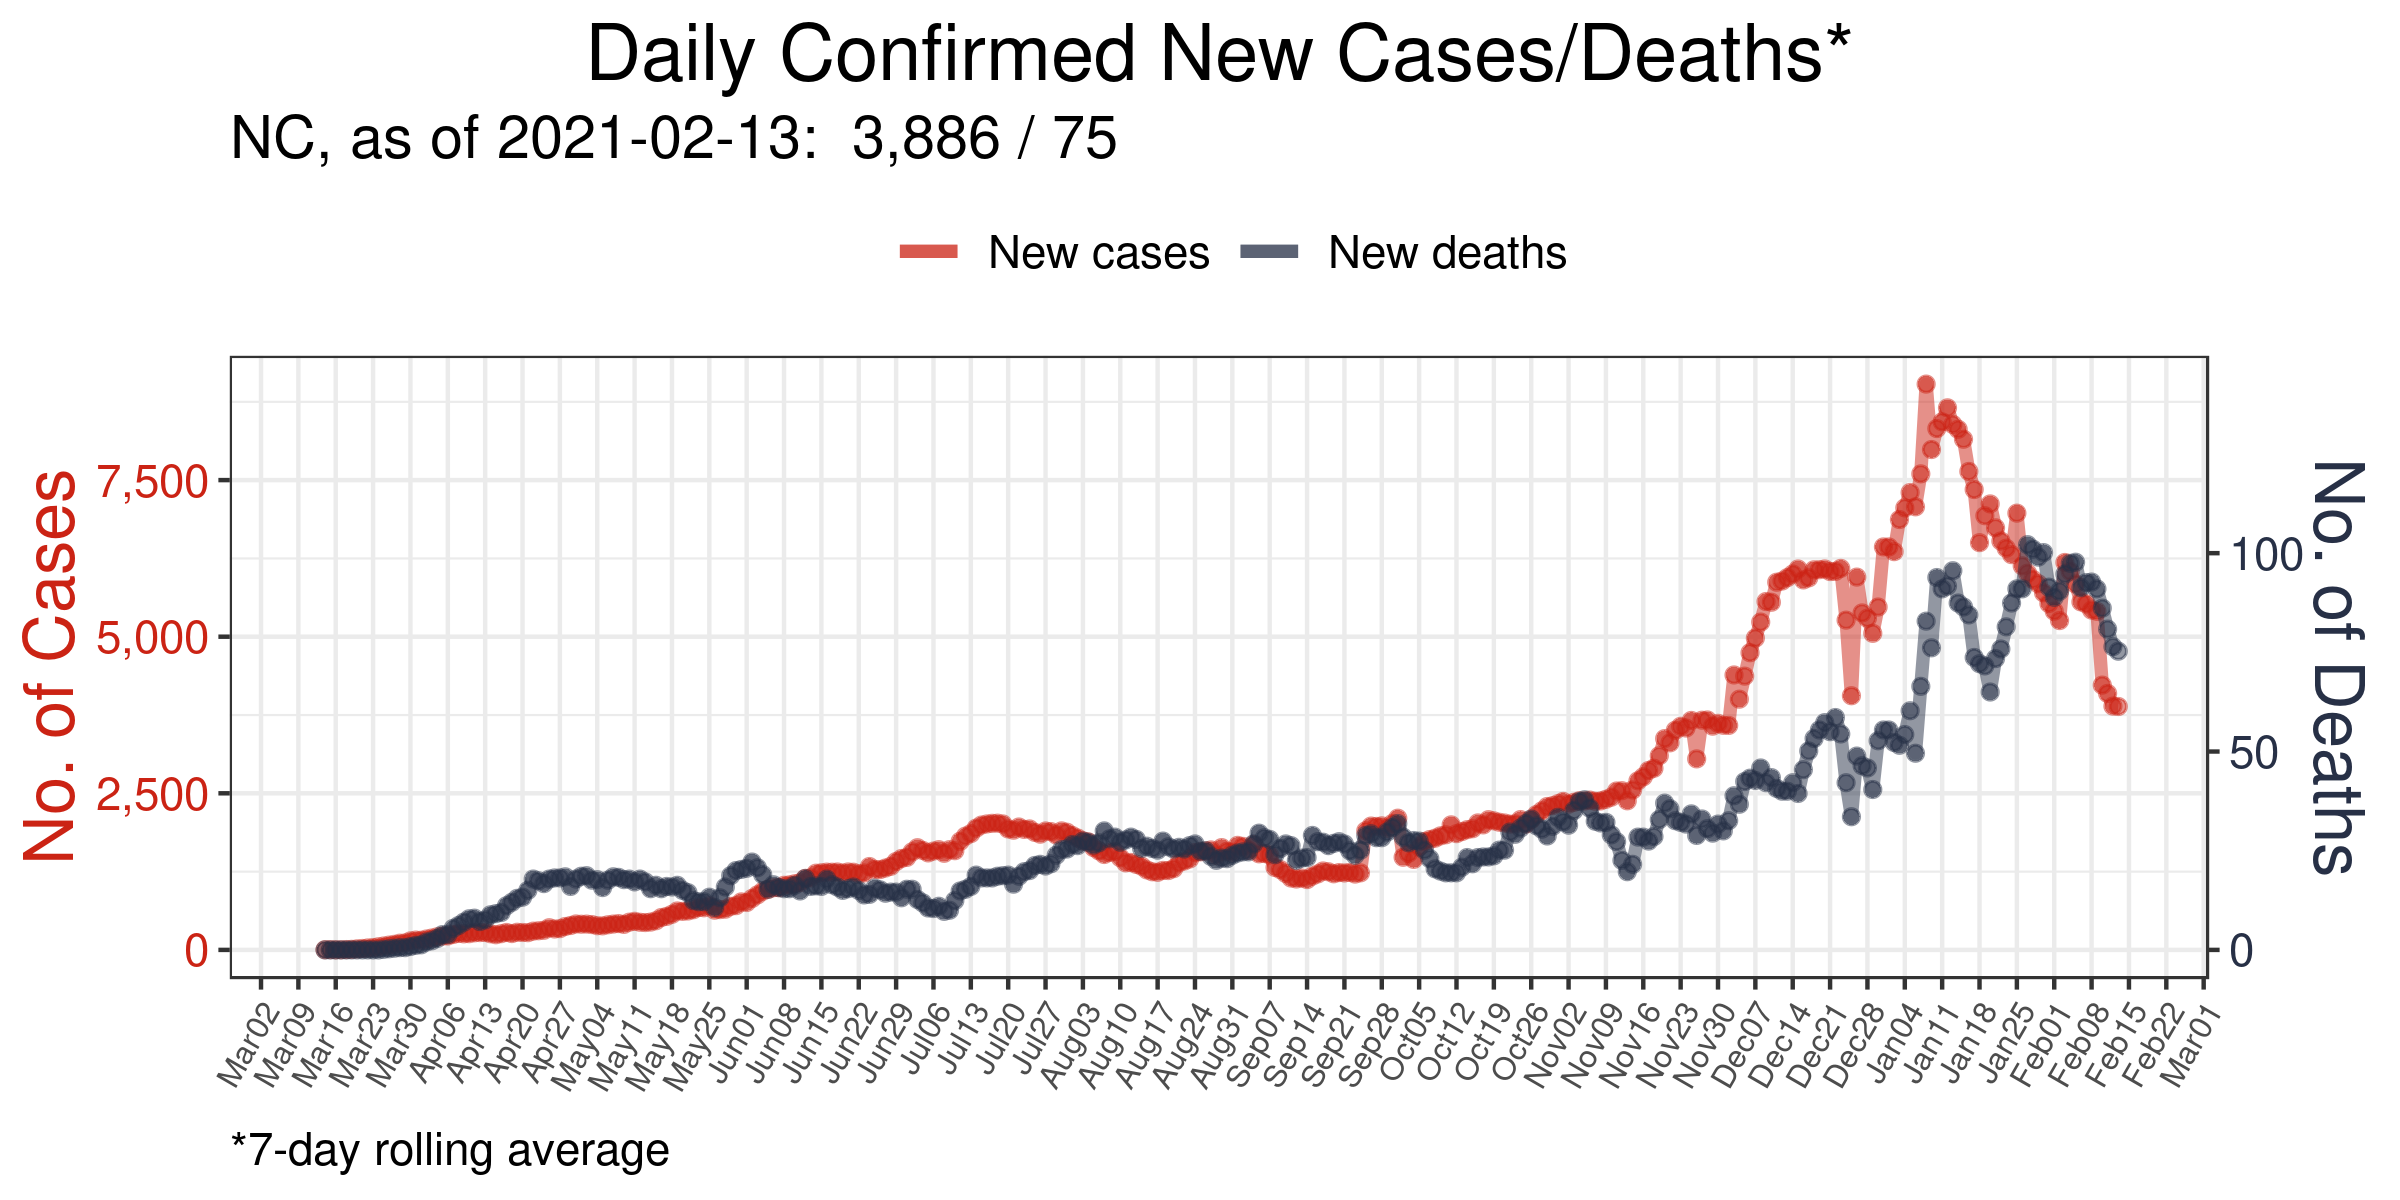 Daily Confirmed New Cases/Deaths*
NC, as of 2021-02-13:  3,886 / 75
New cases
New deaths
No. of Cases
7,500
5,000
2,500
0
No. of Deaths
100
50
0
Mar02
Mar09
Mar16
Mar23
Mar30
Apr06
Apr13
Apr20
Apr27
May04
May11
May18
May25
Jun01
Jun08
Jun15
Jun22
Jun29
Jul06
Jul13
Jul20
Jul27
Aug03
Aug10
Aug17
Aug24
Aug31
Sep07
Sep14
Sep21
Sep28
Oct05
Oct12
Oct19
Oct26
Nov02
Nov09
Nov16
Nov23
Nov30
Dec07
Dec14
Dec21
Dec28
Jan04
Jan11
Jan18
Jan25
Feb01
Feb08
Feb15
Feb22
Mar01
*7-day rolling average